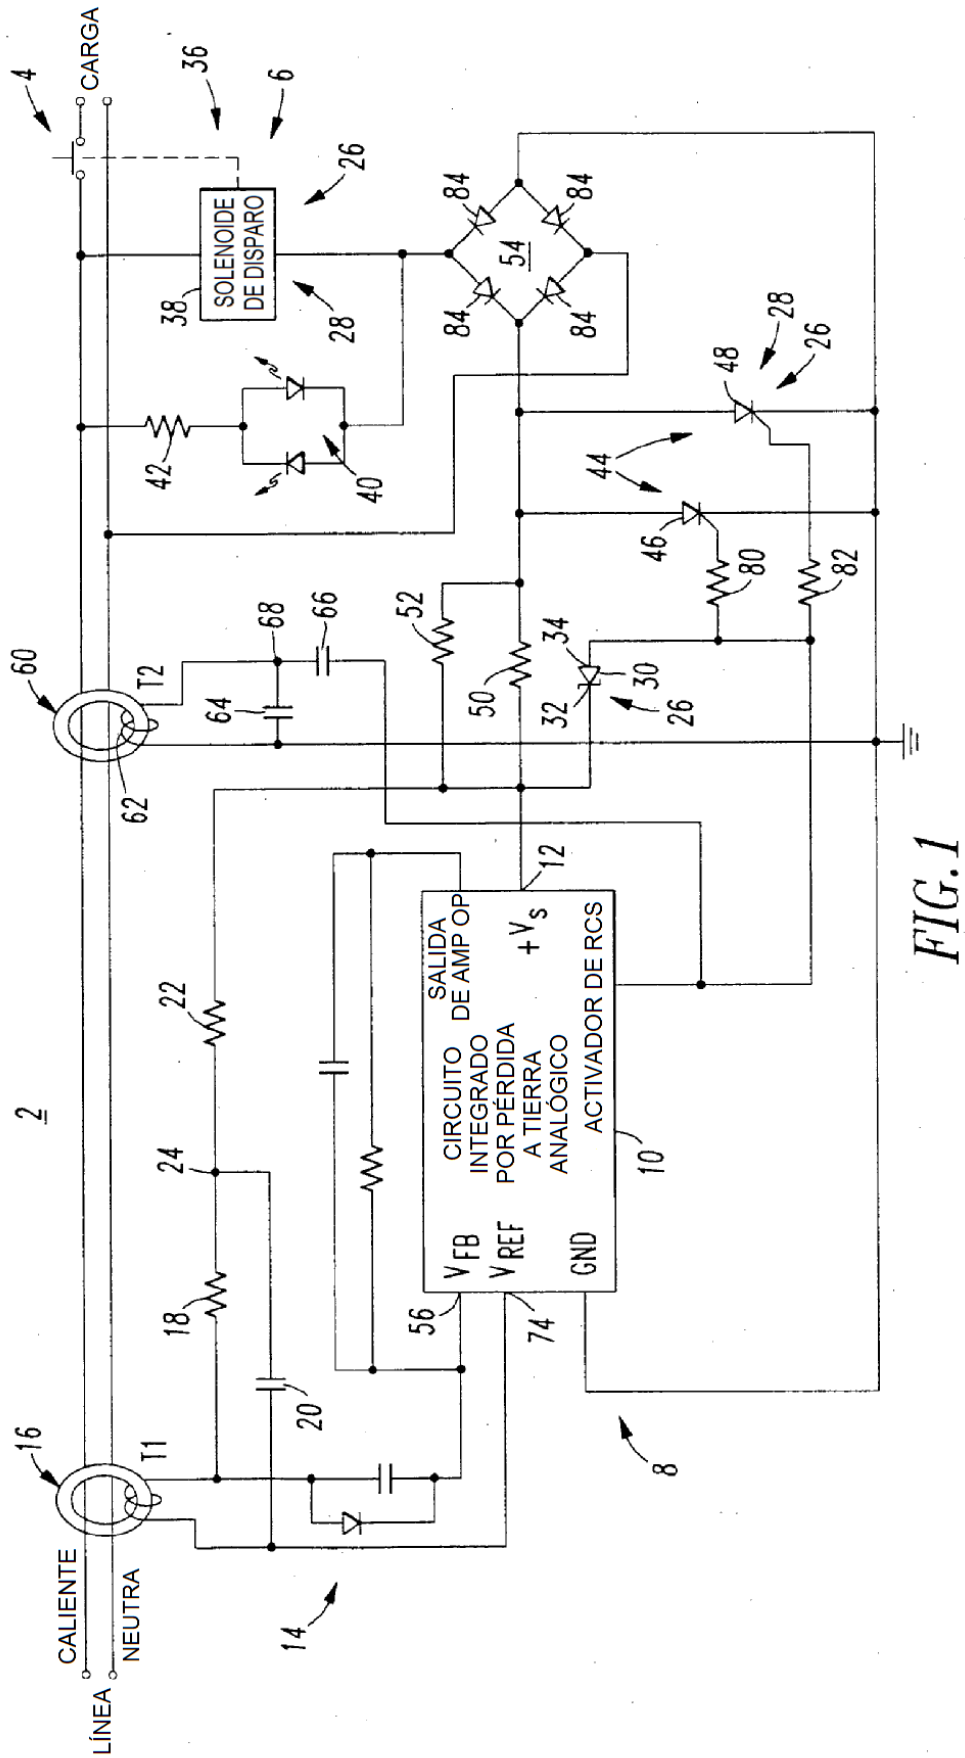 2
LÍNEA
CALIENTE
NEUTRA
16
T1
60
T2
62
4
CARGA
36
6
38
SOLENOIDE
DE DISPARO
26
28
42
40
24
18
22
20
14
64
68
66
52
50
84
84
54
84
84
32
34
30
26
44
46
48
28
26
80
82
56
V FB
74
V REF
GND
CIRCUITO
INTEGRADO
POR PÉRDIDA
A TIERRA
ANALÓGICO
SALIDA
DE AMP OP
+V S
12
ACTIVADOR DE RCS
10
8
FIG.1